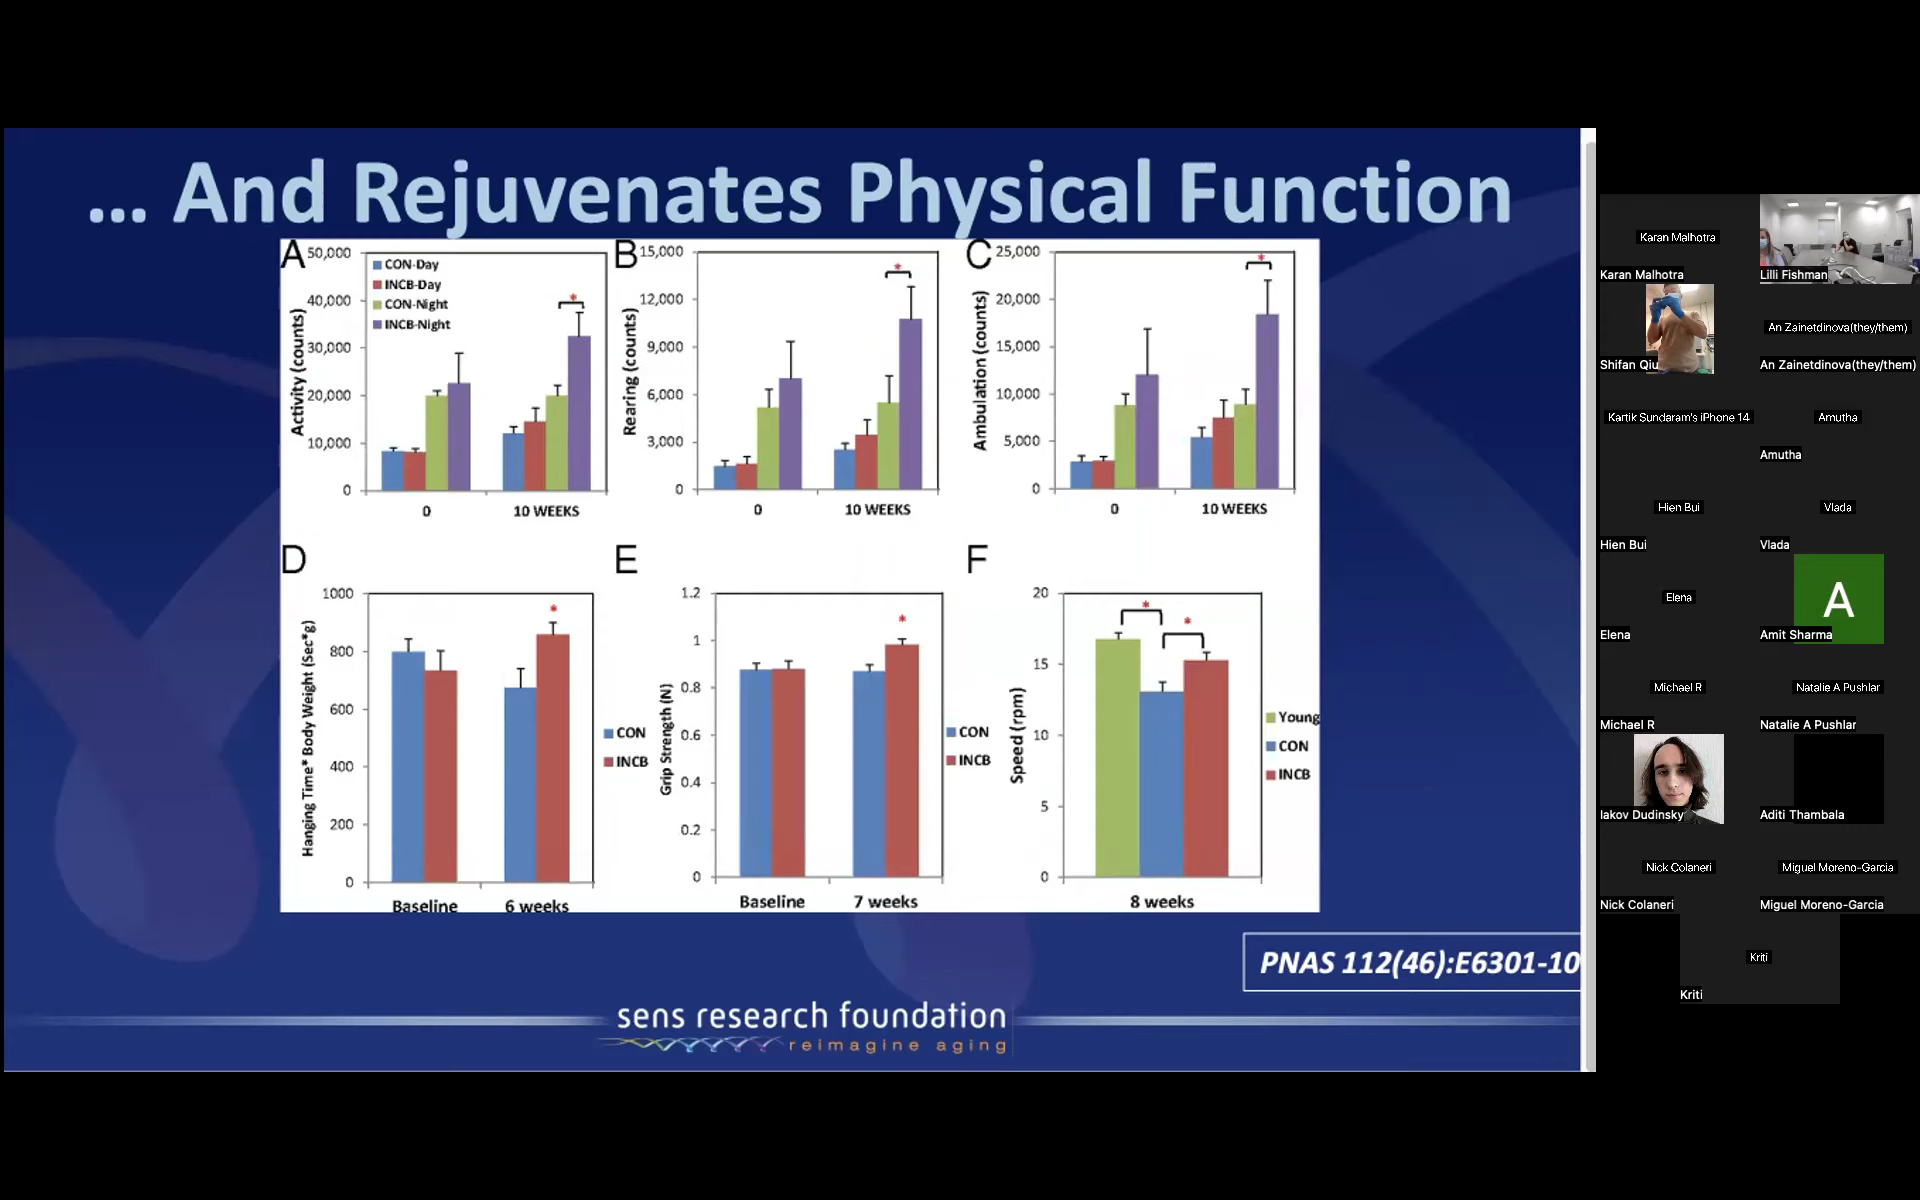 ... And Rejuvenates Physical Function
A
50,000
40,000
30,000
20,000
10,000
0
Activity (counts)
CON-Day
INCB-Day
CON-Night
INCB-Night
*
0
10 WEEKS
B
15,000
12,000
9,000
6,000
3,000
0
Rearing (counts)
*
0
10 WEEKS
C
25,000
20,000
15,000
10,000
5,000
0
Ambulation (counts)
*
0
10 WEEKS
D
1000
800
600
400
200
0
Hanging Time* Body Weight (Sec*g)
*
CON
INCB
Baseline
6 weeks
E
1.2
1
0.8
0.6
0.4
0.2
0
Grip Strength (N)
*
CON
INCB
Baseline
7 weeks
F
20
15
10
5
0
Speed (rpm)
*
*
Young
CON
INCB
8 weeks
PNAS 112(46):E6301-10
sens research foundation
reimagine aging
Karan Malhotra
Karan Malhotra
Lilli Fishman
Shifan Qiu
An Zainetdinova(they/them)
An Zainetdinova(they/them)
Kartik Sundaram's iPhone 14
Amutha
Amutha
Hien Bui
Vlada
Hien Bui
Vlada
Elena
A
Elena
Amit Sharma
Michael R
Natalie A Pushlar
Michael R
Natalie A Pushlar
Iakov Dudinsky
Aditi Thambala
Nick Colaneri
Miguel Moreno-Garcia
Nick Colaneri
Miguel Moreno-Garcia
Kriti
Kriti